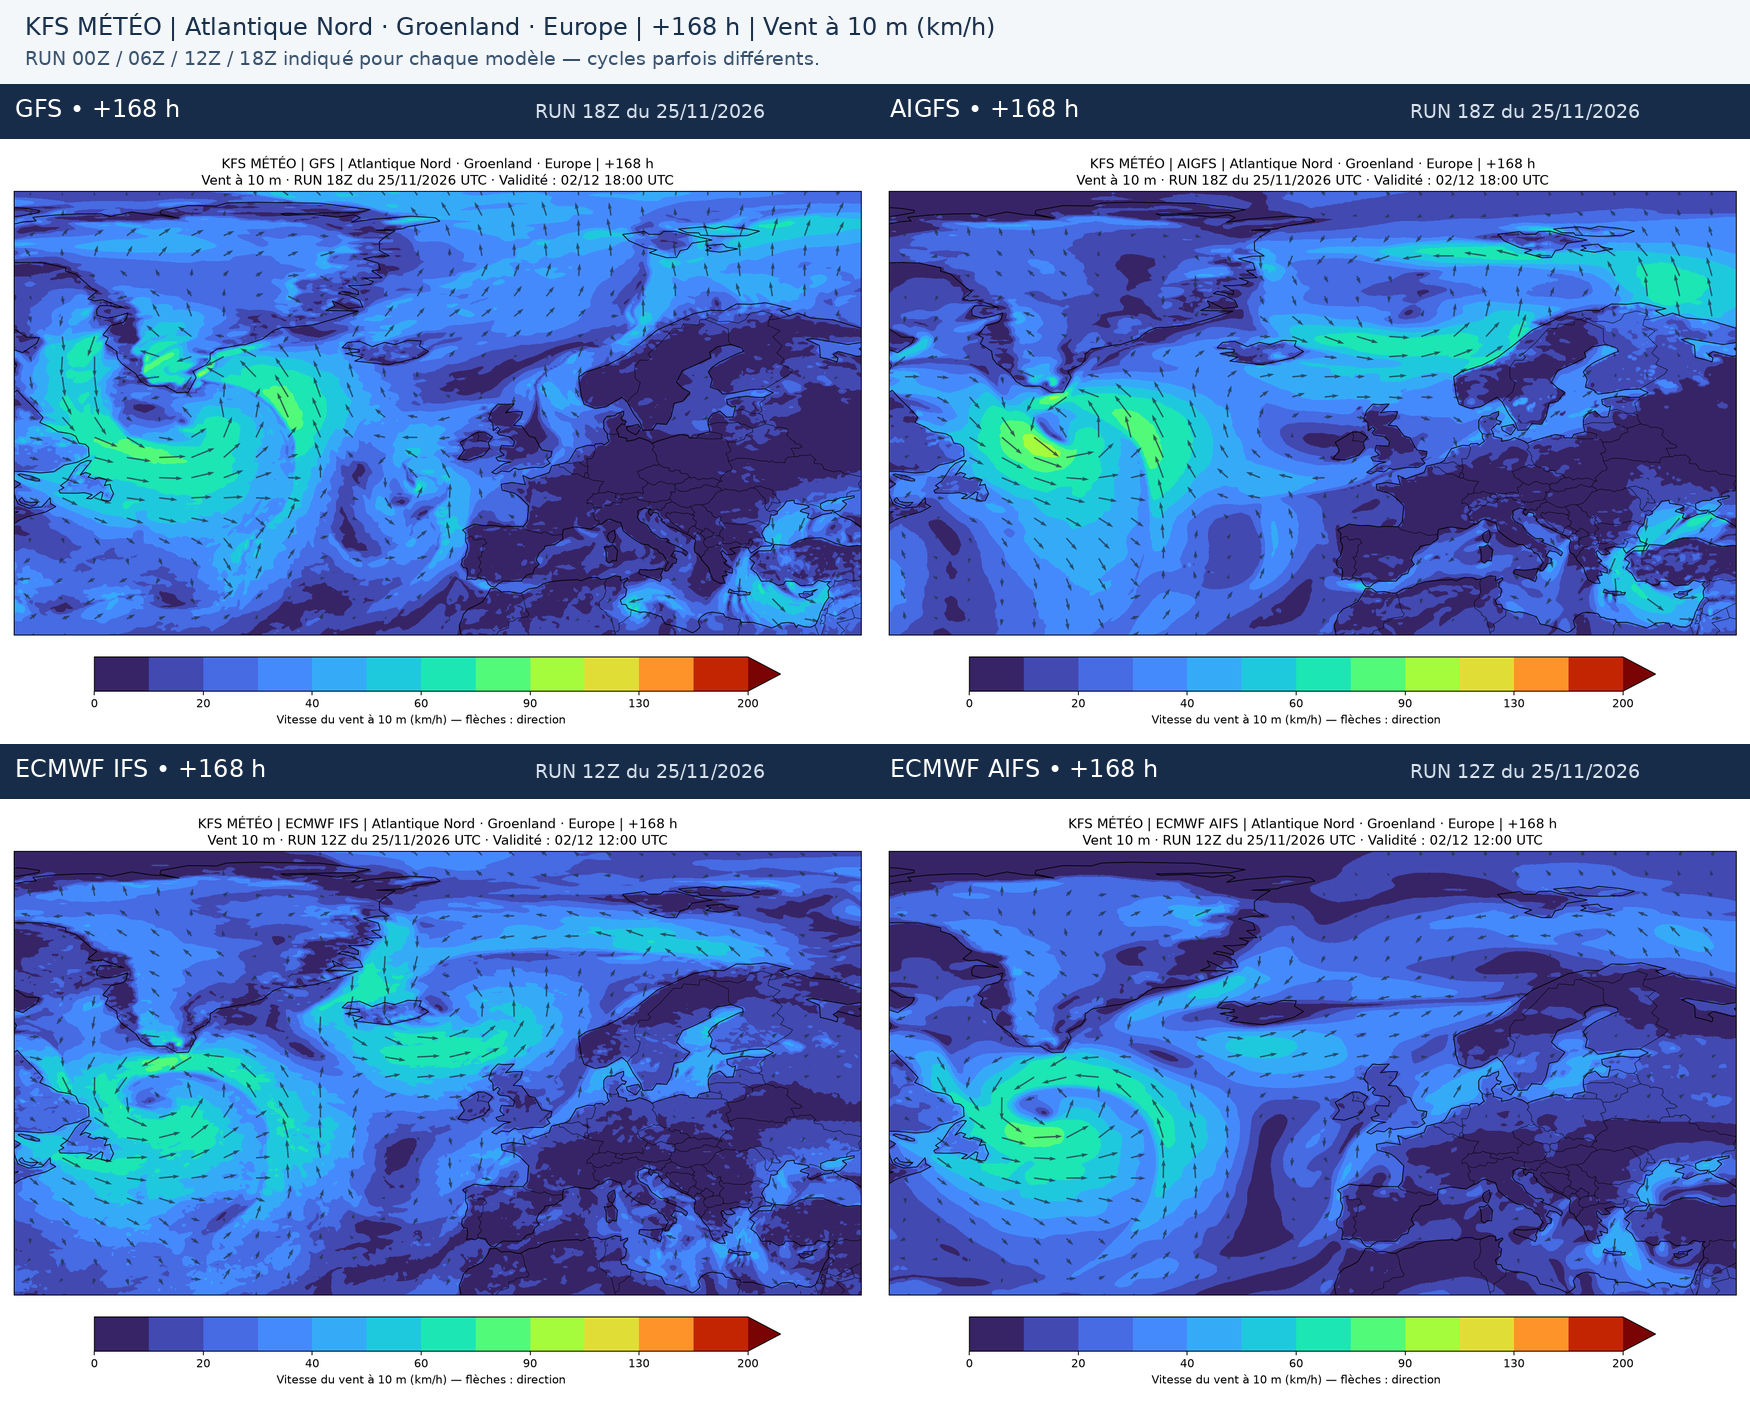 KFS MÉTÉO | Atlantique Nord · Groenland · Europe | +168 h | Vent à 10 m (km/h)
RUN 00Z / 06Z / 12Z / 18Z indiqué pour chaque modèle — cycles parfois différents.
GFS • +168 h
RUN 18Z du 25/11/2026
KFS MÉTÉO | GFS | Atlantique Nord · Groenland · Europe | +168 h
Vent à 10 m · RUN 18Z du 25/11/2026 UTC · Validité : 02/12 18:00 UTC
0 20 40 60 90 130 200
Vitesse du vent à 10 m (km/h) — flèches : direction
AIGFS • +168 h
RUN 18Z du 25/11/2026
KFS MÉTÉO | AIGFS | Atlantique Nord · Groenland · Europe | +168 h
Vent à 10 m · RUN 18Z du 25/11/2026 UTC · Validité : 02/12 18:00 UTC
0 20 40 60 90 130 200
Vitesse du vent à 10 m (km/h) — flèches : direction
ECMWF IFS • +168 h
RUN 12Z du 25/11/2026
KFS MÉTÉO | ECMWF IFS | Atlantique Nord · Groenland · Europe | +168 h
Vent 10 m · RUN 12Z du 25/11/2026 UTC · Validité : 02/12 12:00 UTC
0 20 40 60 90 130 200
Vitesse du vent à 10 m (km/h) — flèches : direction
ECMWF AIFS • +168 h
RUN 12Z du 25/11/2026
KFS MÉTÉO | ECMWF AIFS | Atlantique Nord · Groenland · Europe | +168 h
Vent 10 m · RUN 12Z du 25/11/2026 UTC · Validité : 02/12 12:00 UTC
0 20 40 60 90 130 200
Vitesse du vent à 10 m (km/h) — flèches : direction